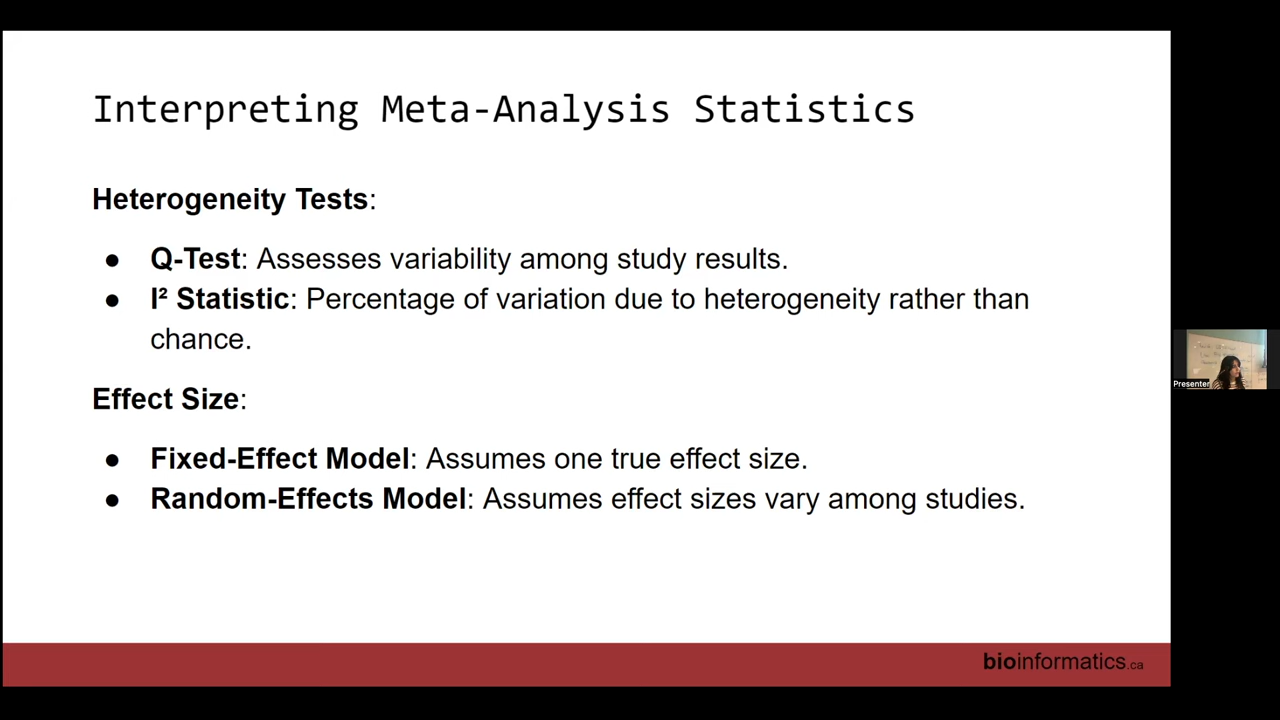 Interpreting Meta-Analysis Statistics
Heterogeneity Tests:
● Q-Test: Assesses variability among study results.
● I² Statistic: Percentage of variation due to heterogeneity rather than
chance.
Effect Size:
● Fixed-Effect Model: Assumes one true effect size.
● Random-Effects Model: Assumes effect sizes vary among studies.
Presenter
bioinformatics.ca